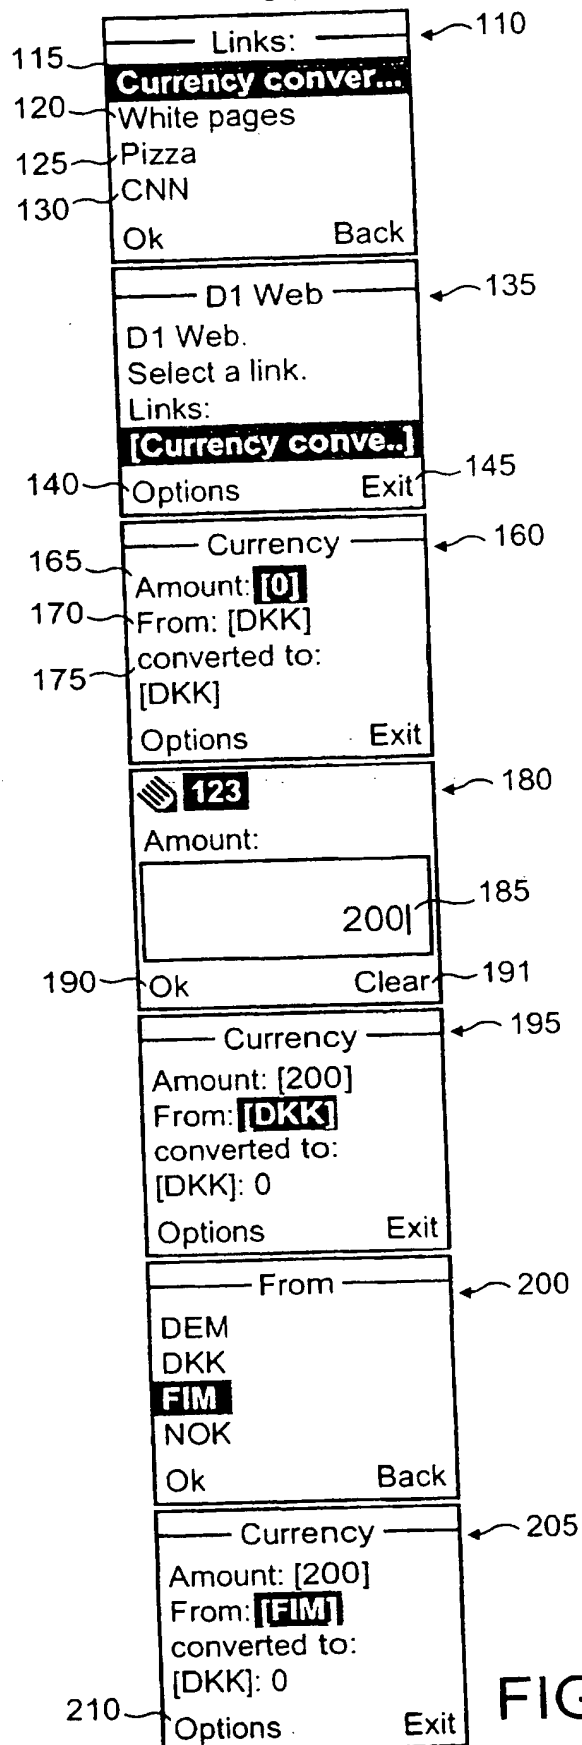 Links:
110
115
Currency conver...
120
White pages
125
Pizza
130
CNN
Ok Back
D1 Web
135
D1 Web.
Select a link.
Links:
[Currency conve..]
140
Options Exit
145
Currency
160
165
Amount: [0]
170
From: [DKK]
175
converted to:
[DKK]
Options Exit
123
180
Amount:
200
185
190
Ok Clear
191
Currency
195
Amount: [200]
From: [DKK]
converted to:
[DKK]: 0
Options Exit
From
200
DEM
DKK
FIM
NOK
Ok Back
Currency
205
Amount: [200]
From: [FIM]
converted to:
[DKK]: 0
210
Options Exit
FIG